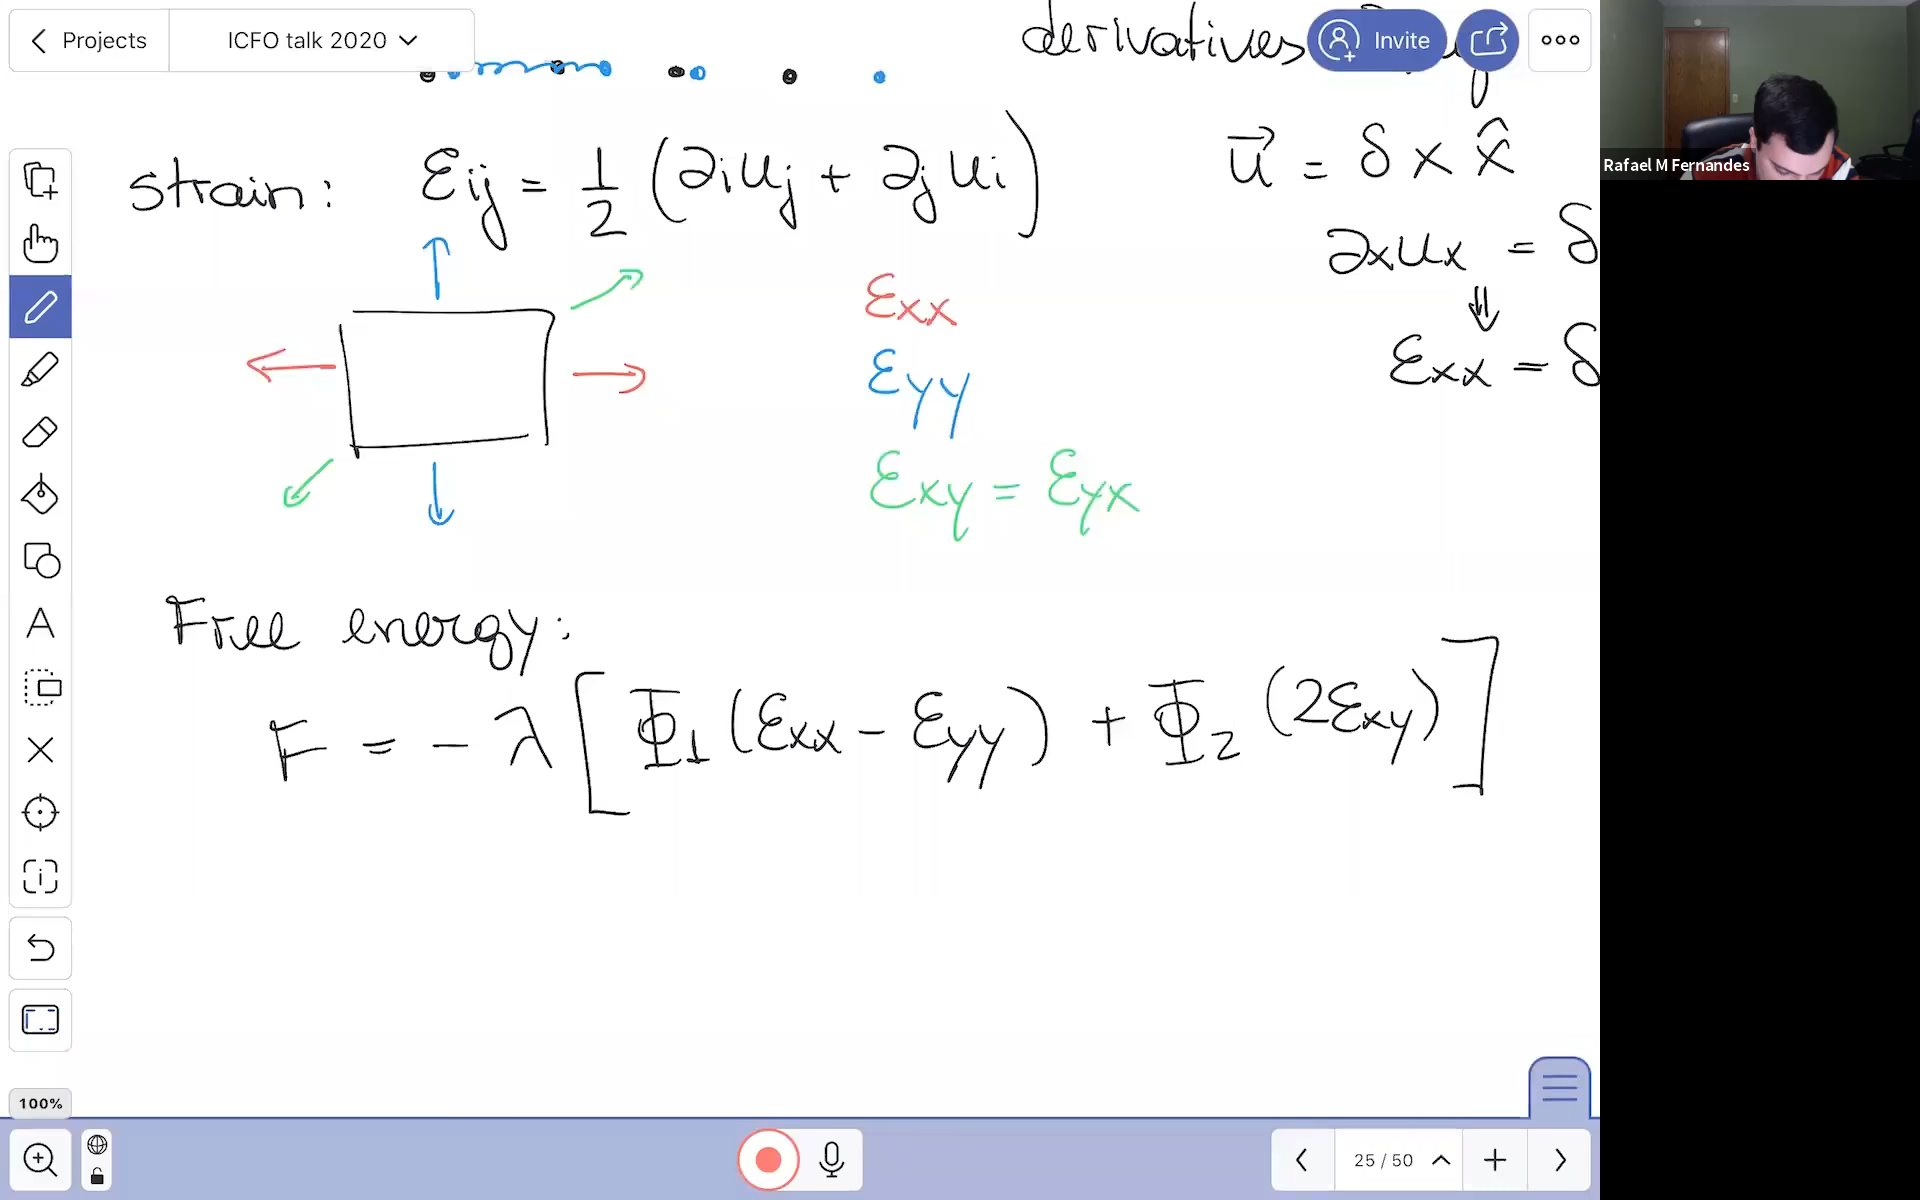 Projects
ICFO talk 2020
Invite
derivatives
Rafael M Fernandes
strain: εij = 1/2 (∂iuj + ∂jui)
u⃗ = δ x x̂
∂xux = δ
⇓
εxx = δ
εxx
εyy
εxy = εyx
Free energy:
F = - λ [Φ1 (εxx - εyy) + Φ2 (2εxy)]
100%
25 / 50